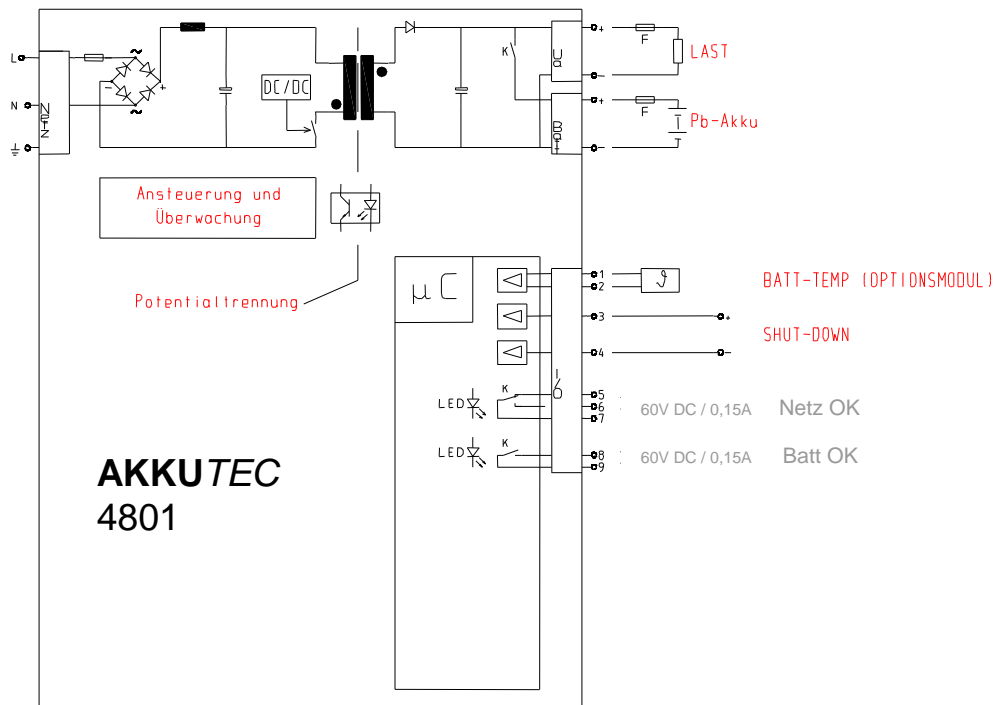 L
N
Netz
~
~
-
+
DC/DC
K
Ua
+
-
F
LAST
Batt
+
-
F
Pb-Akku
Ansteuerung und
Überwachung
Potentialtrennung
µC
1
2
ϑ
BATT-TEMP (OPTIONSMODUL)
3
+
SHUT-DOWN
4
-
I/O
LED
K
5
6
7
60V DC / 0,15A Netz OK
LED
K
8
9
60V DC / 0,15A Batt OK
AKKUTEC
4801